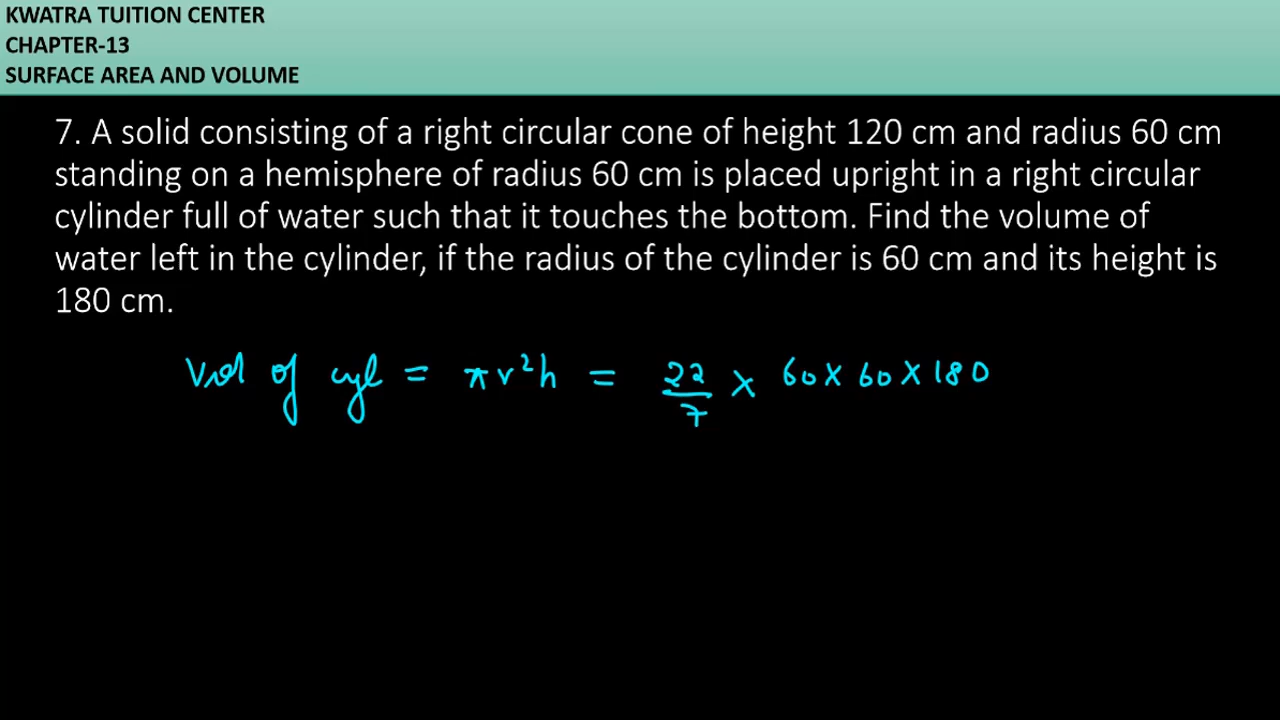 KWATRA TUITION CENTER
CHAPTER-13
SURFACE AREA AND VOLUME
7. A solid consisting of a right circular cone of height 120 cm and radius 60 cm
standing on a hemisphere of radius 60 cm is placed upright in a right circular
cylinder full of water such that it touches the bottom. Find the volume of
water left in the cylinder, if the radius of the cylinder is 60 cm and its height is
180 cm.
Vol of cyl = πr²h = 22/7 × 60 × 60 × 180